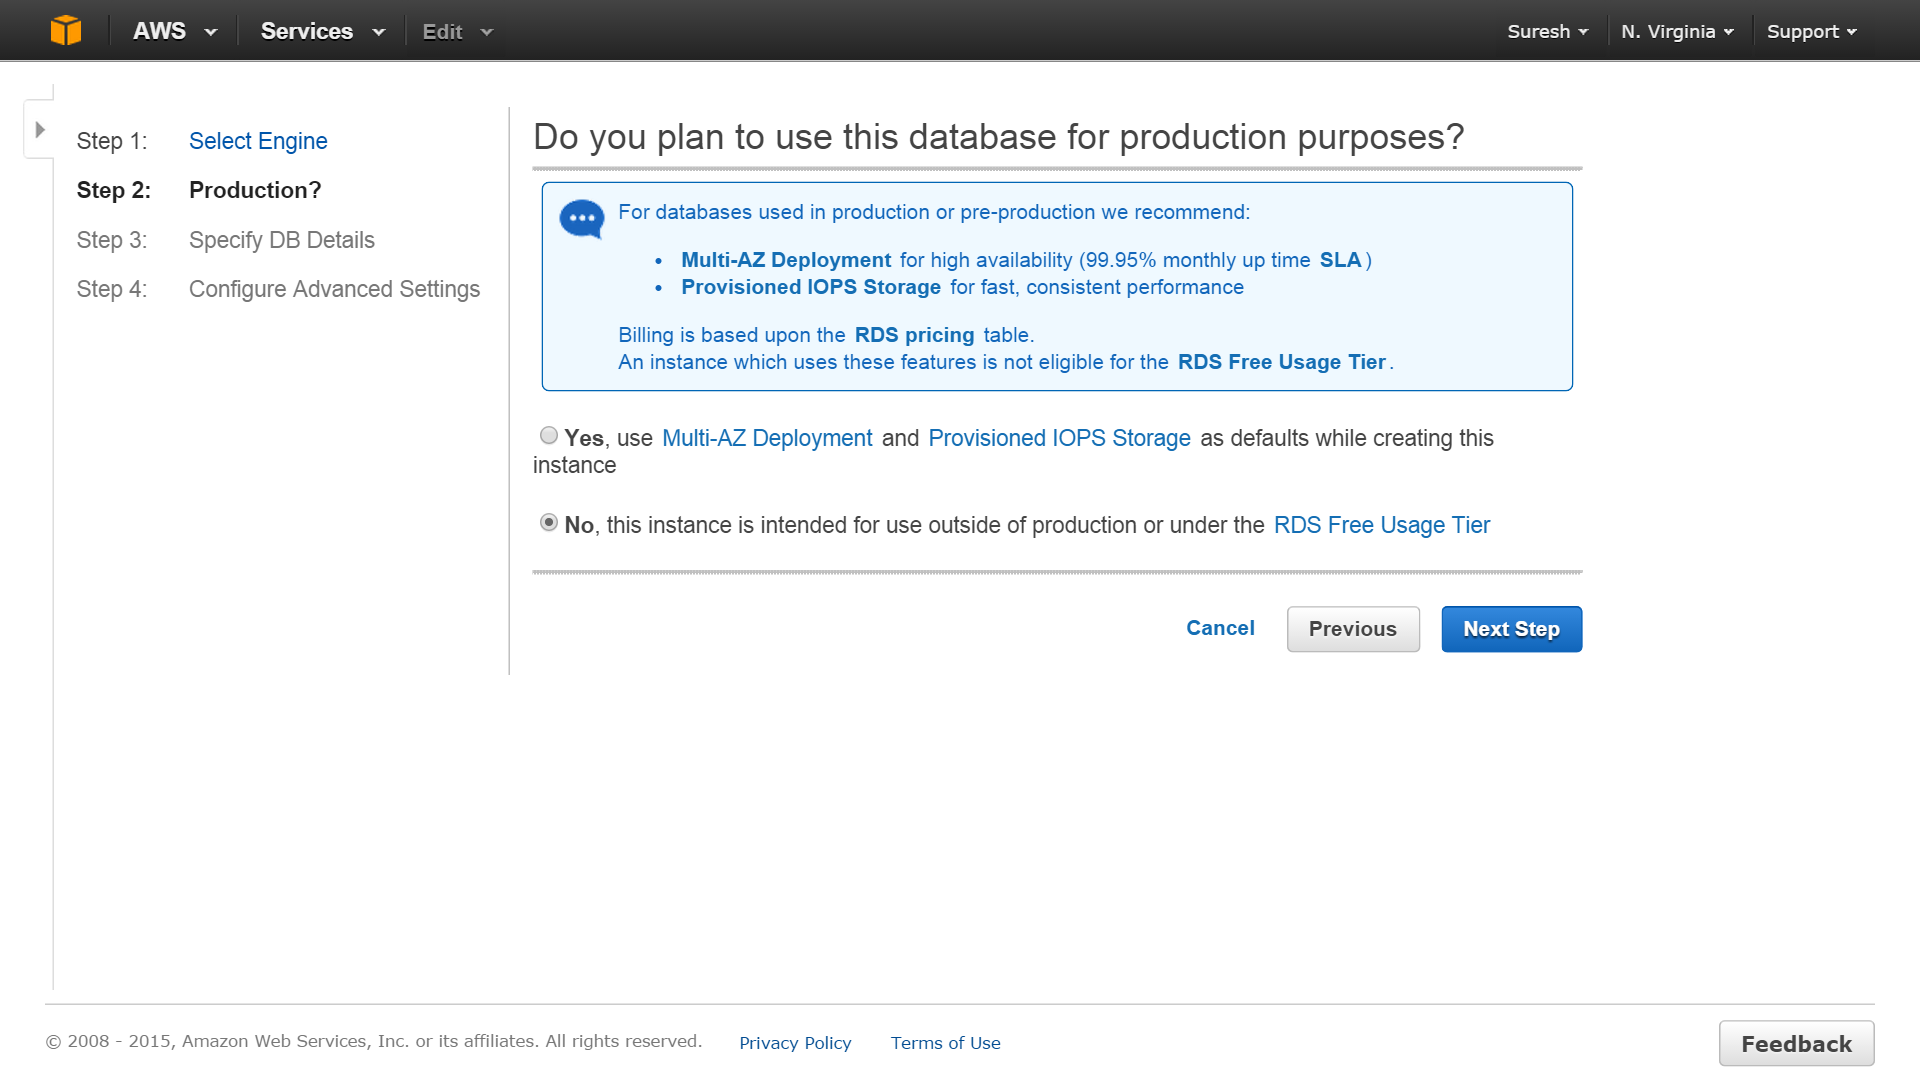 AWS Services Edit Suresh N. Virginia Support
Step 1: Select Engine
Step 2: Production?
Step 3: Specify DB Details
Step 4: Configure Advanced Settings
Do you plan to use this database for production purposes?
For databases used in production or pre-production we recommend:
• Multi-AZ Deployment for high availability (99.95% monthly up time SLA )
• Provisioned IOPS Storage for fast, consistent performance
Billing is based upon the RDS pricing table.
An instance which uses these features is not eligible for the RDS Free Usage Tier .
Yes, use Multi-AZ Deployment and Provisioned IOPS Storage as defaults while creating this
instance
No, this instance is intended for use outside of production or under the RDS Free Usage Tier
Cancel Previous Next Step
© 2008 - 2015, Amazon Web Services, Inc. or its affiliates. All rights reserved. Privacy Policy Terms of Use Feedback